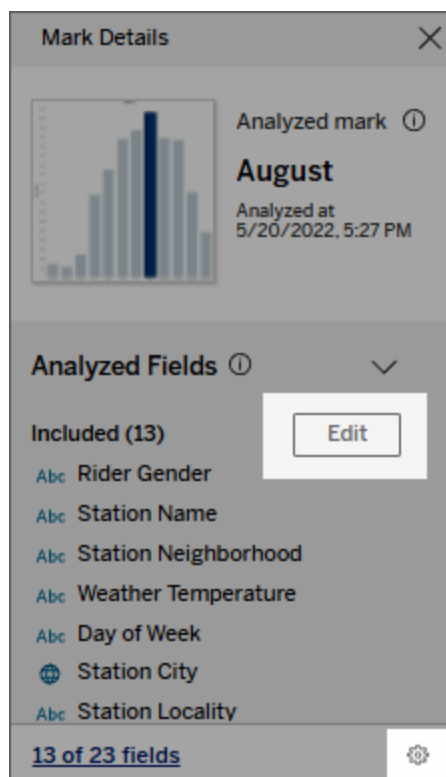 Mark Details
Analyzed mark
August
Analyzed at
5/20/2022, 5:27 PM
Analyzed Fields
Included (13)
Edit
Abc Rider Gender
Abc Station Name
Abc Station Neighborhood
Abc Weather Temperature
Abc Day of Week
Station City
Abc Station Locality
13 of 23 fields